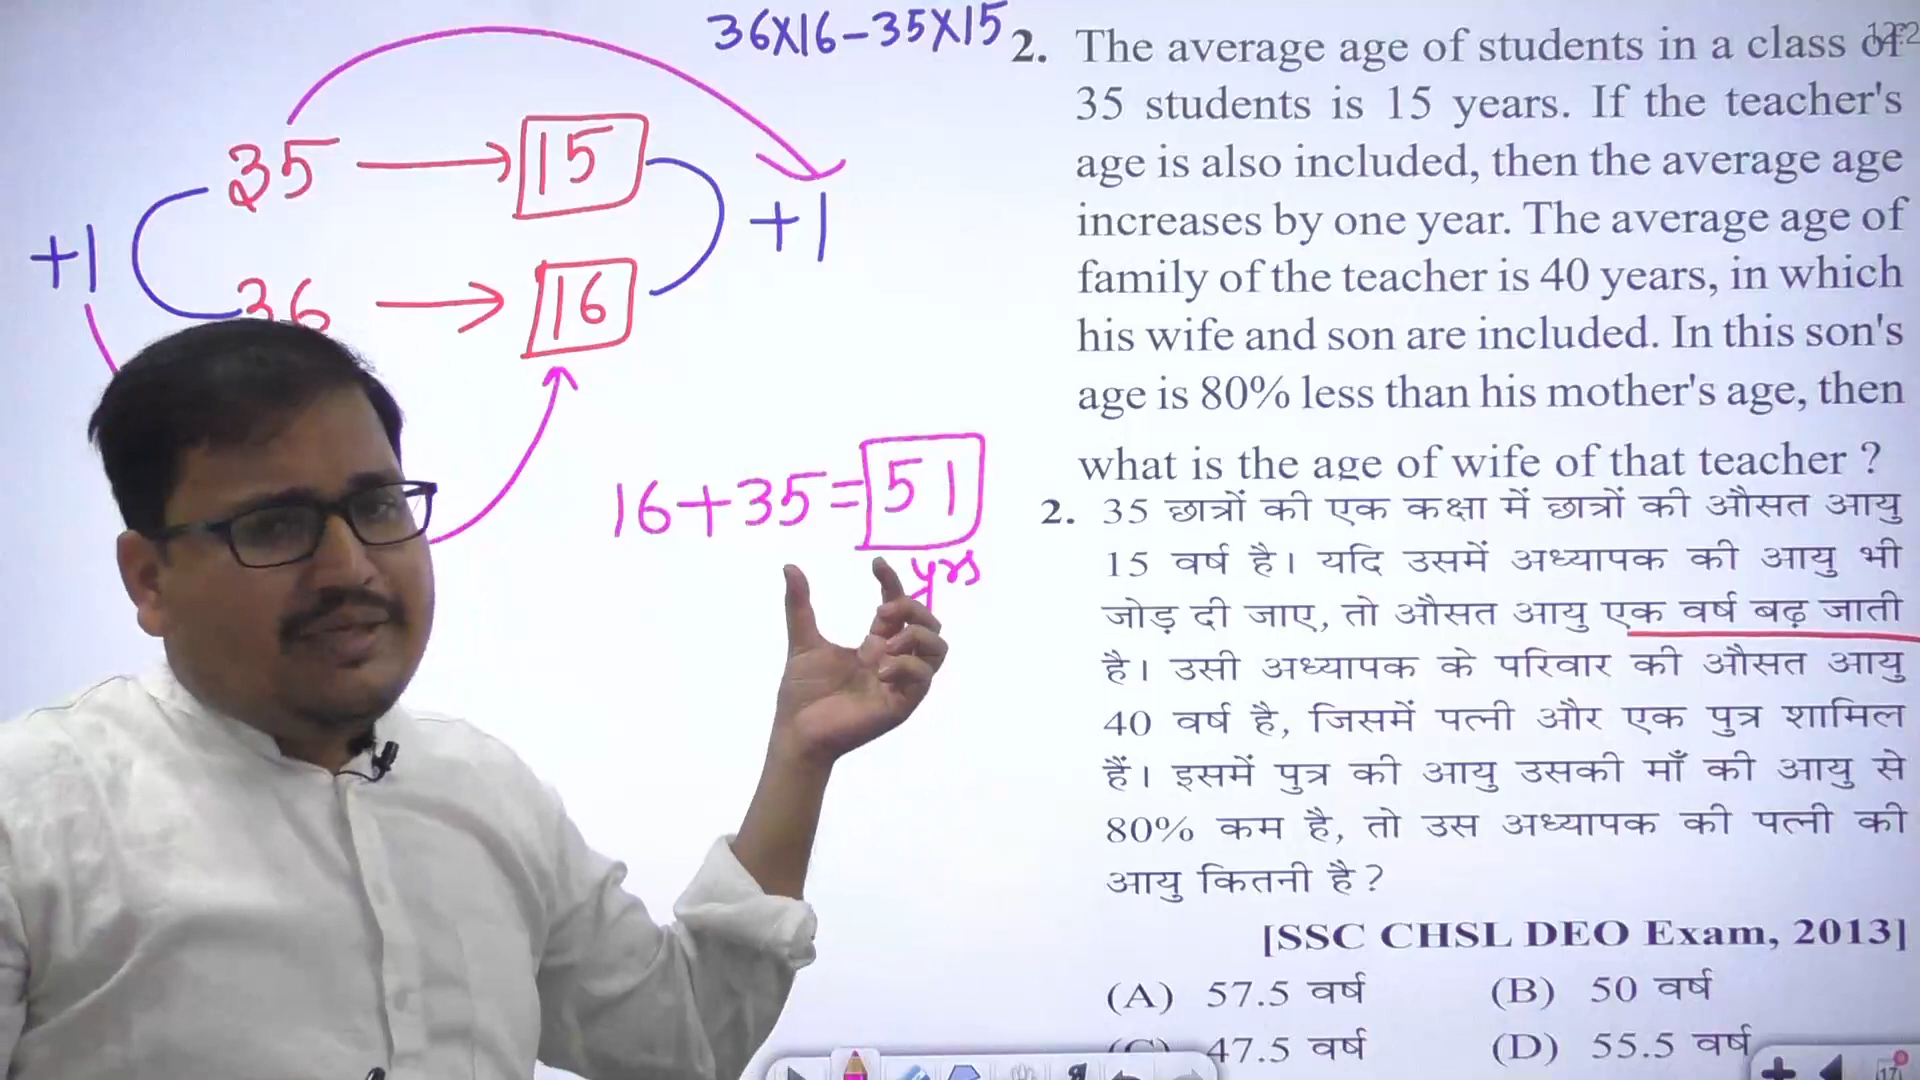 36X16-35X15
35 → 15
+1
+1
36 → 16
16+35=51
yrs
2. The average age of students in a class of
35 students is 15 years. If the teacher's
age is also included, then the average age
increases by one year. The average age of
family of the teacher is 40 years, in which
his wife and son are included. In this son's
age is 80% less than his mother's age, then
what is the age of wife of that teacher ?
2. 35 छात्रों की एक कक्षा में छात्रों की औसत आयु
15 वर्ष है। यदि उसमें अध्यापक की आयु भी
जोड़ दी जाए, तो औसत आयु एक वर्ष बढ़ जाती
है। उसी अध्यापक के परिवार की औसत आयु
40 वर्ष है, जिसमें पत्नी और एक पुत्र शामिल
हैं। इसमें पुत्र की आयु उसकी माँ की आयु से
80% कम है, तो उस अध्यापक की पत्नी की
आयु कितनी है ?
[SSC CHSL DEO Exam, 2013]
(A) 57.5 वर्ष (B) 50 वर्ष
47.5 वर्ष (D) 55.5 वर्ष
17